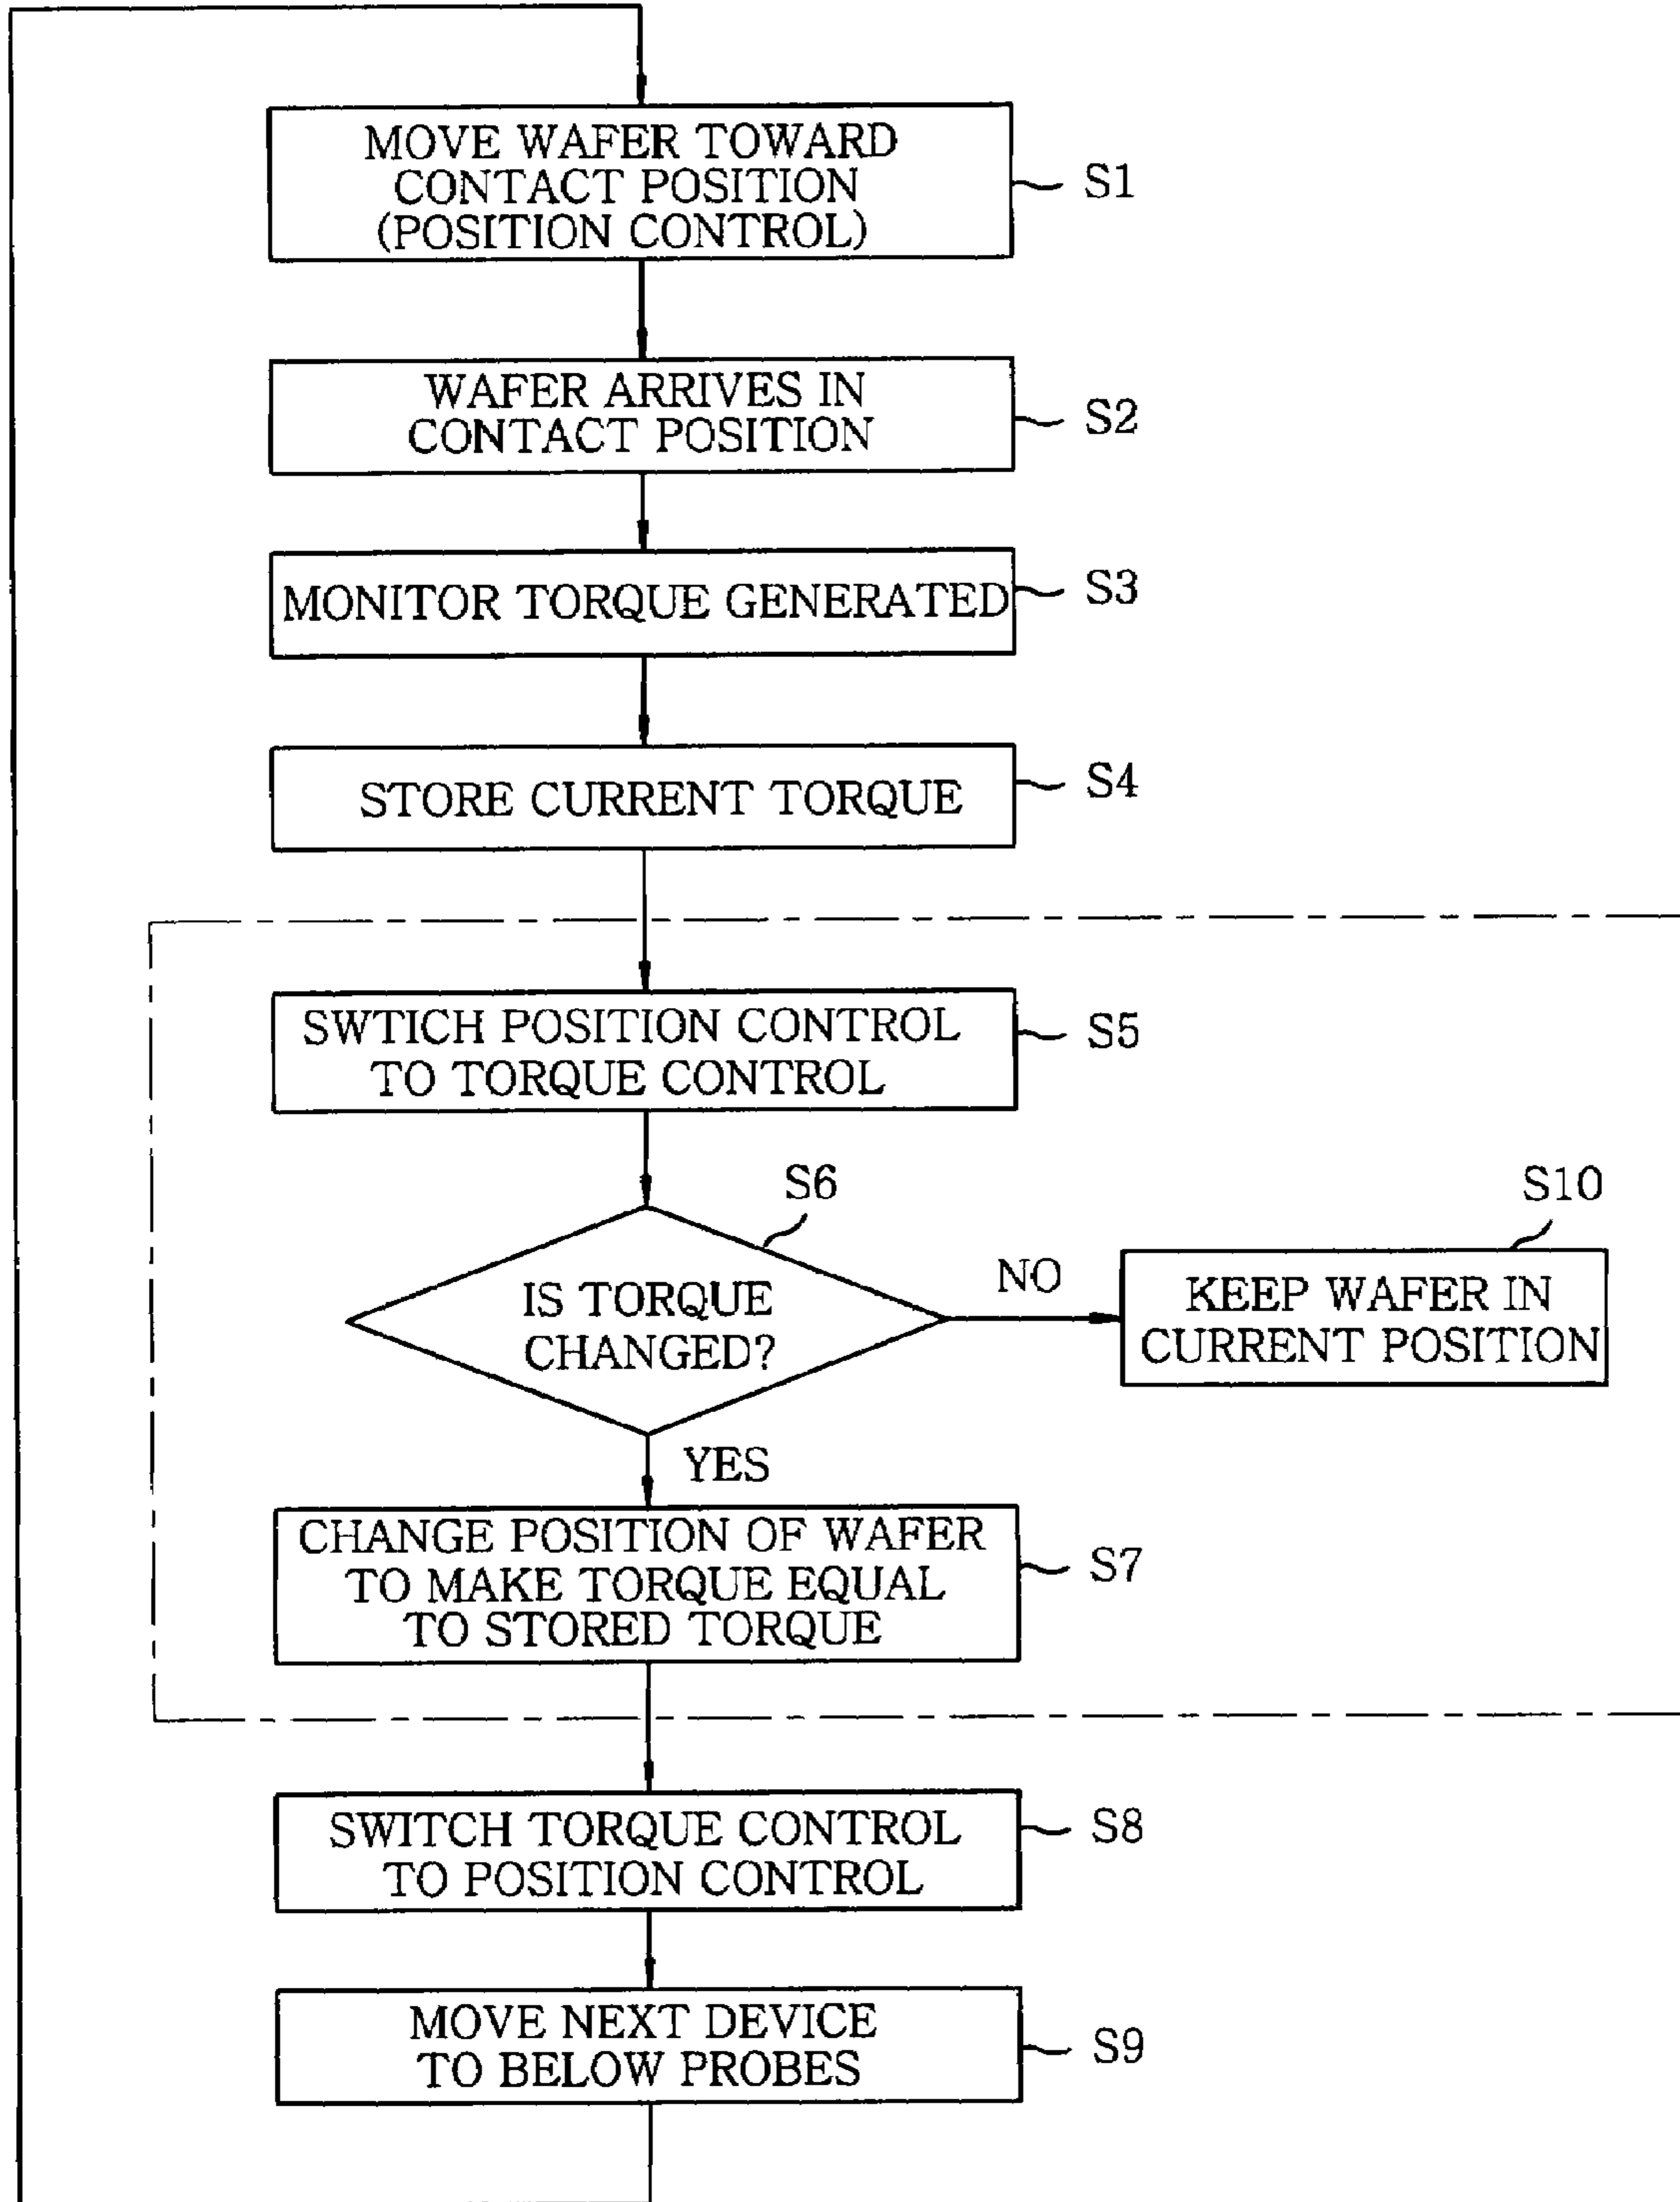 MOVE WAFER TOWARD
CONTACT POSITION
(POSITION CONTROL)
S1
WAFER ARRIVES IN
CONTACT POSITION
S2
MONITOR TORQUE GENERATED
S3
STORE CURRENT TORQUE
S4
SWTICH POSITION CONTROL
TO TORQUE CONTROL
S5
S6
IS TORQUE
CHANGED?
NO
S10
KEEP WAFER IN
CURRENT POSITION
YES
CHANGE POSITION OF WAFER
TO MAKE TORQUE EQUAL
TO STORED TORQUE
S7
SWITCH TORQUE CONTROL
TO POSITION CONTROL
S8
MOVE NEXT DEVICE
TO BELOW PROBES
S9